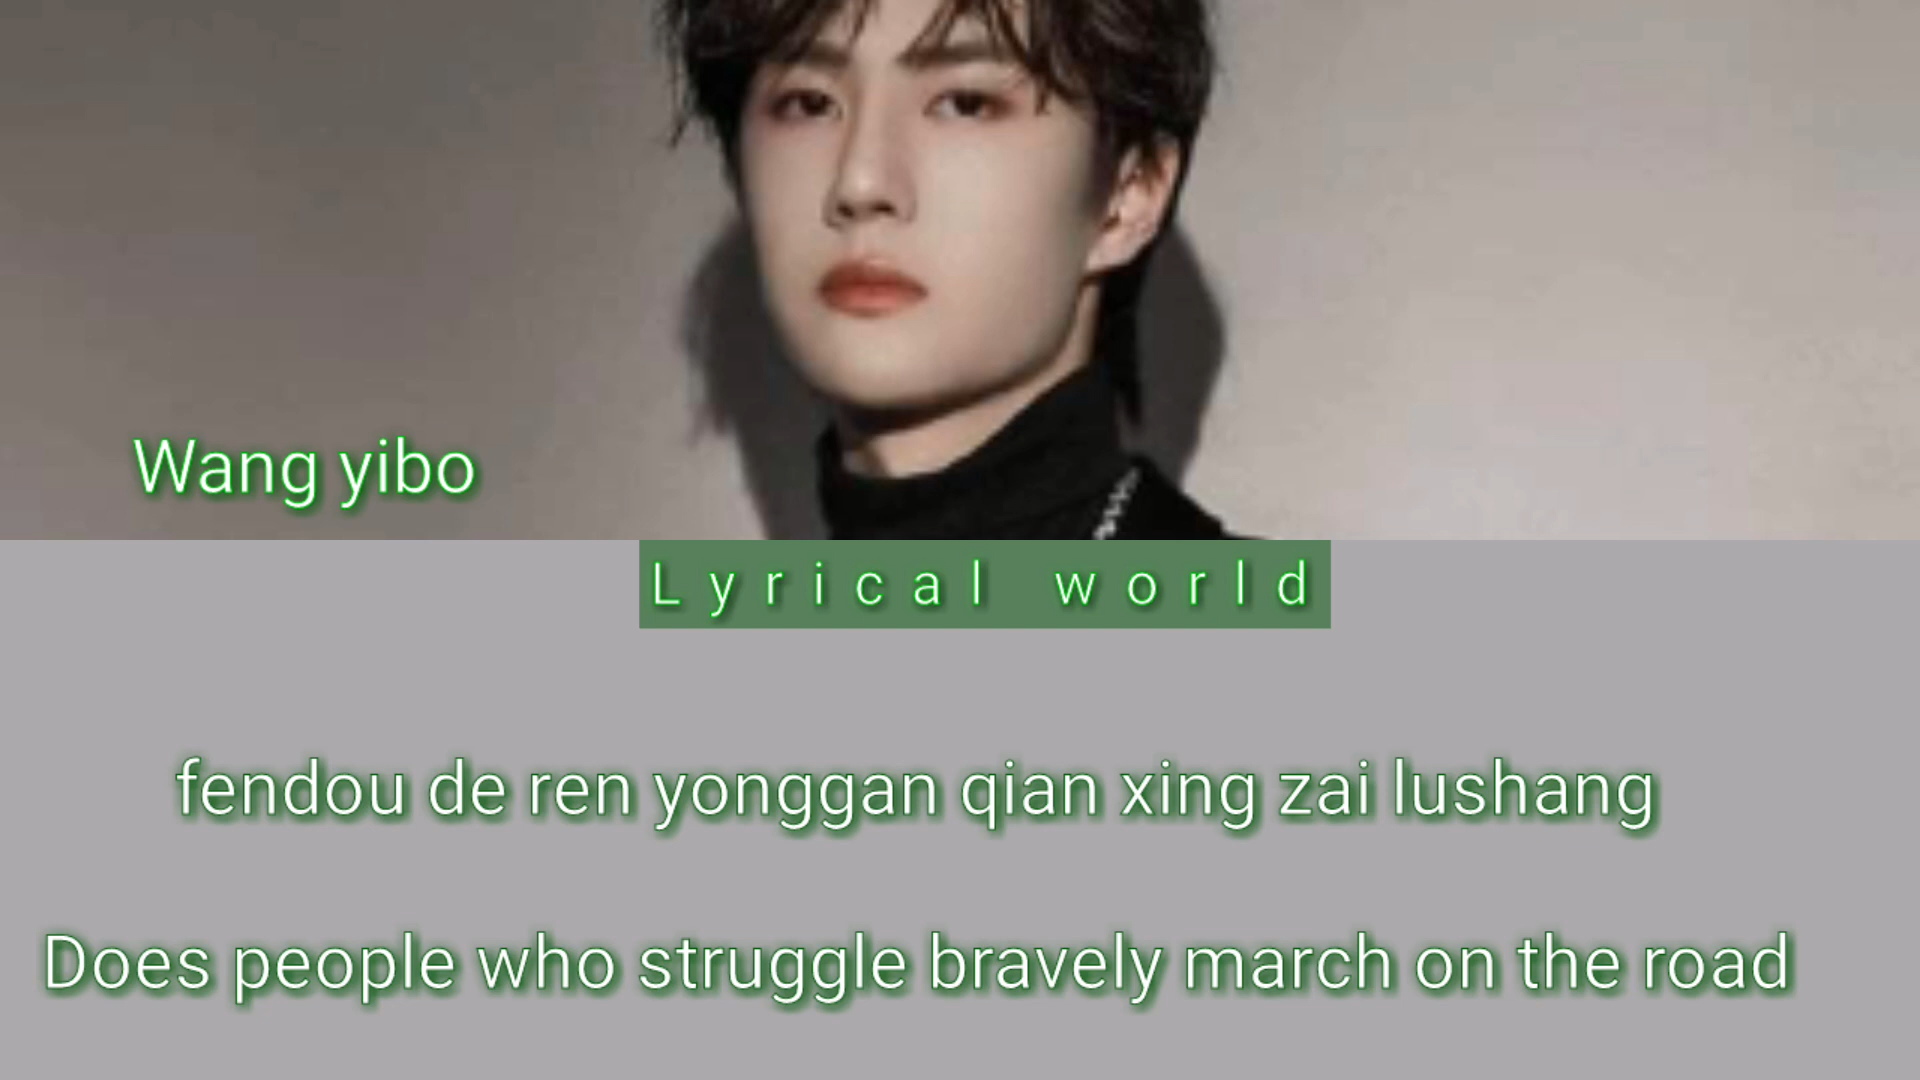 Wang yibo
Lyrical world
fendou de ren yonggan qian xing zai lushang
Does people who struggle bravely march on the road